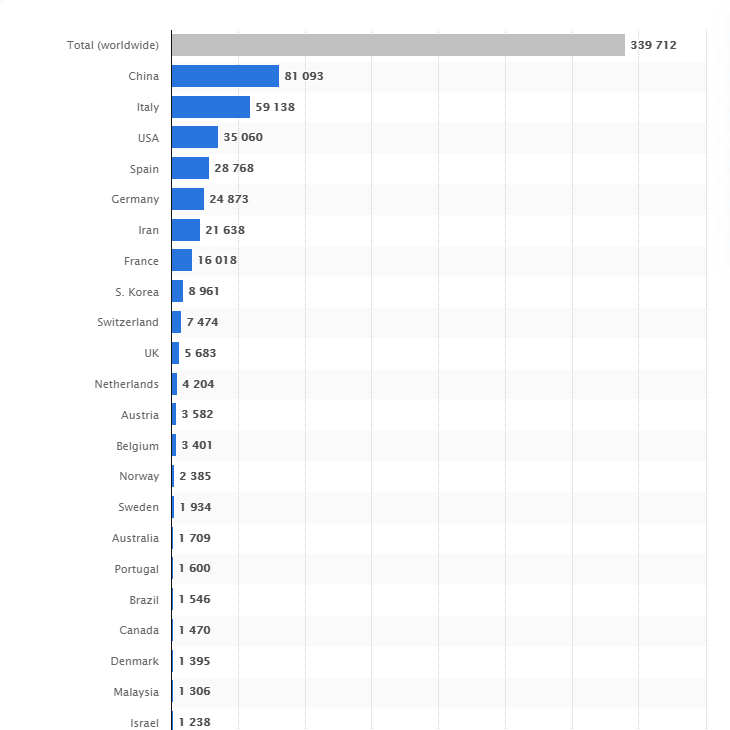 Total (worldwide) 339 712
China 81 093
Italy 59 138
USA 35 060
Spain 28 768
Germany 24 873
Iran 21 638
France 16 018
S. Korea 8 961
Switzerland 7 474
UK 5 683
Netherlands 4 204
Austria 3 582
Belgium 3 401
Norway 2 385
Sweden 1 934
Australia 1 709
Portugal 1 600
Brazil 1 546
Canada 1 470
Denmark 1 395
Malaysia 1 306
Israel 1 238